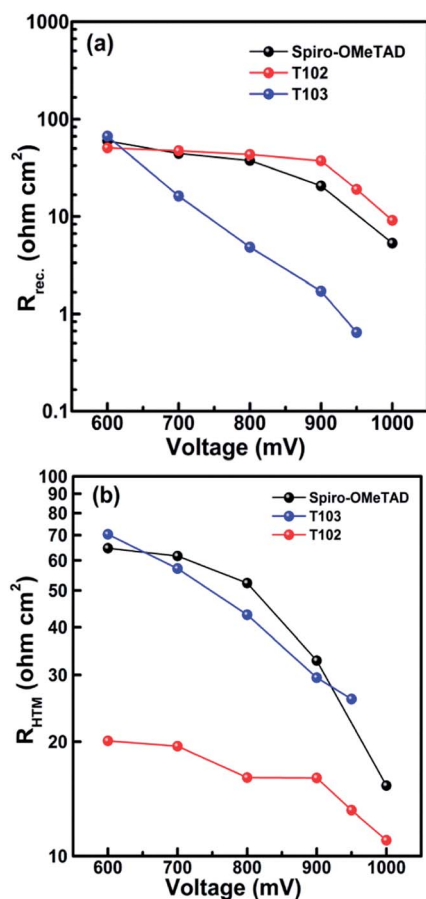 (a)
Spiro-OMeTAD
T102
T103
1000
100
10
1
0.1
R_rec. (ohm cm²)
600 700 800 900 1000
Voltage (mV)
(b)
Spiro-OMeTAD
T103
T102
100
90
80
70
60
50
40
30
20
10
R_HTM (ohm cm²)
600 700 800 900 1000
Voltage (mV)